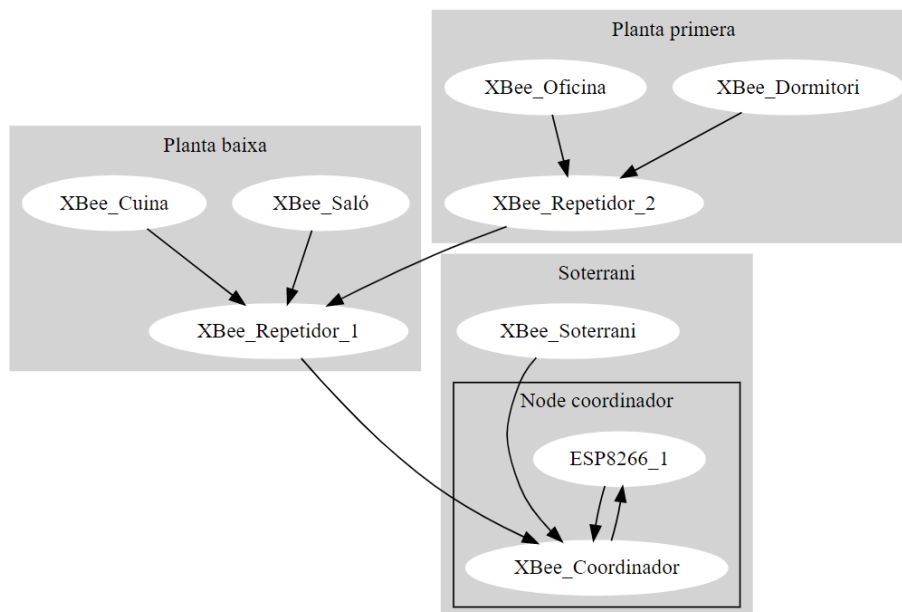 Planta primera
XBee_Oficina
XBee_Dormitori
XBee_Repetidor_2
Planta baixa
XBee_Cuina
XBee_Saló
XBee_Repetidor_1
Soterrani
XBee_Soterrani
Node coordinador
ESP8266_1
XBee_Coordinador